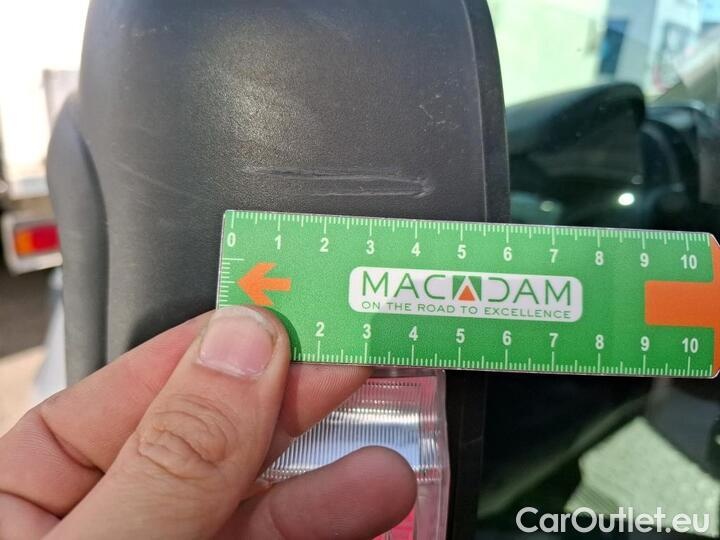 0 1 2 3 4 5 6 7 8 9 10
MACADAM
ON THE ROAD TO EXCELLENCE
2 3 4 5 6 7 8 9 10
CarOutlet.eu